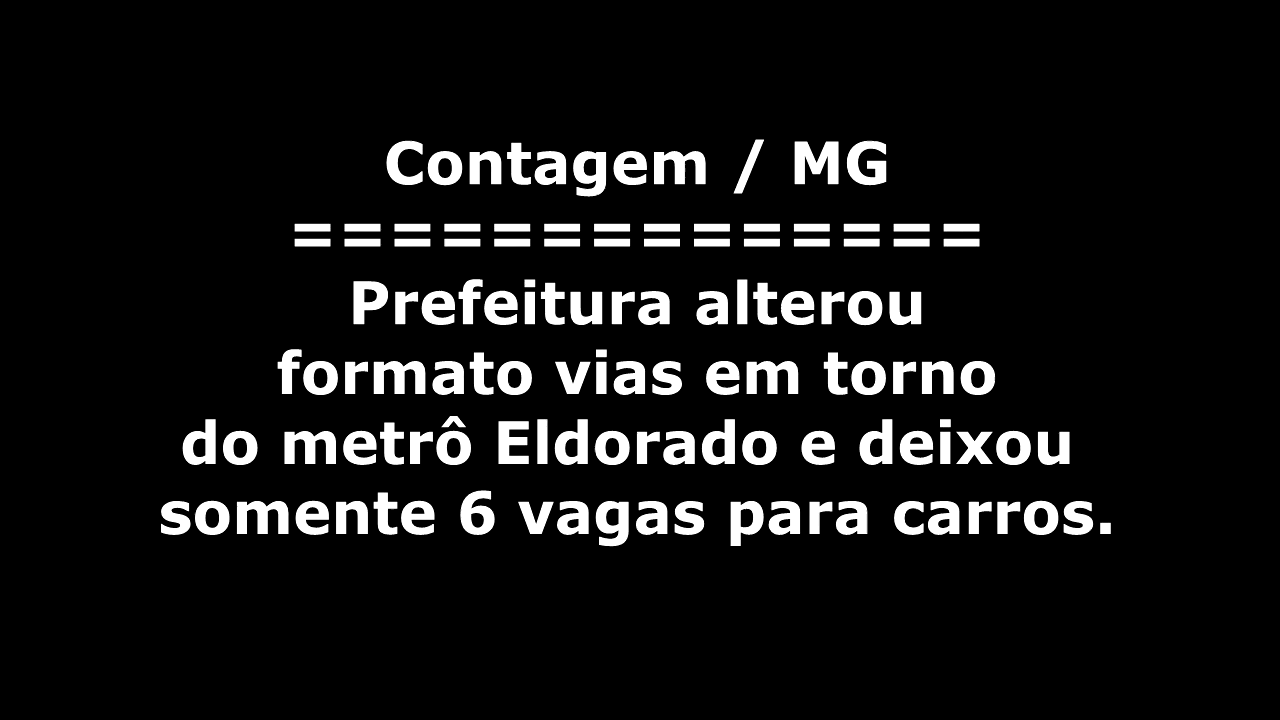 Contagem / MG
==============
Prefeitura alterou
formato vias em torno
do metrô Eldorado e deixou
somente 6 vagas para carros.